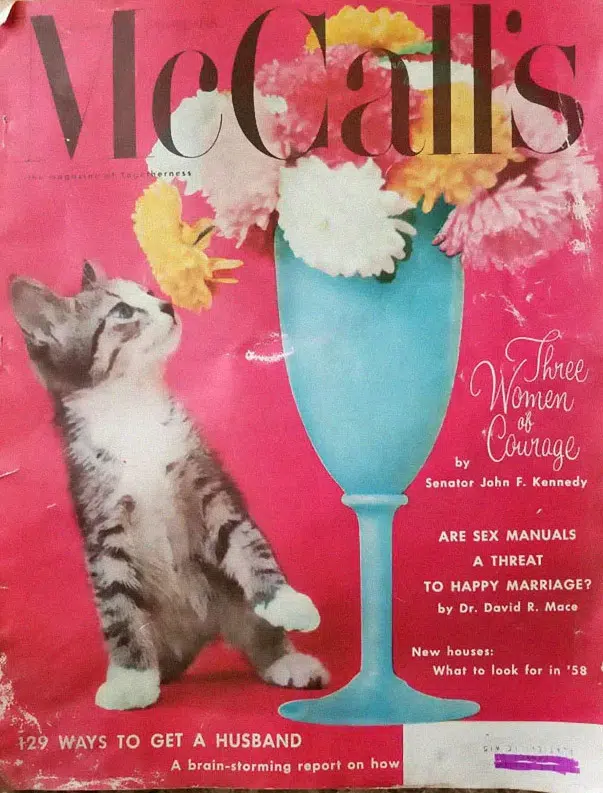 McCall's
the magazine of togetherness
Three
Women
of
Courage
by
Senator John F. Kennedy
ARE SEX MANUALS
A THREAT
TO HAPPY MARRIAGE?
by Dr. David R. Mace
New houses:
What to look for in '58
129 WAYS TO GET A HUSBAND
A brain-storming report on how